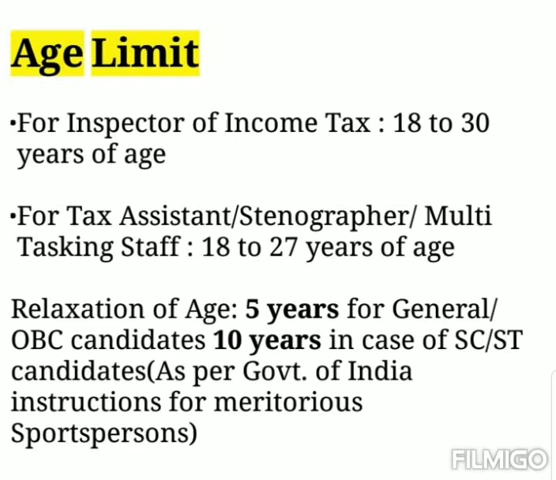 Age Limit
•For Inspector of Income Tax : 18 to 30
years of age
•For Tax Assistant/Stenographer/ Multi
Tasking Staff : 18 to 27 years of age
Relaxation of Age: 5 years for General/
OBC candidates 10 years in case of SC/ST
candidates(As per Govt. of India
instructions for meritorious
Sportspersons)
FILMIGO